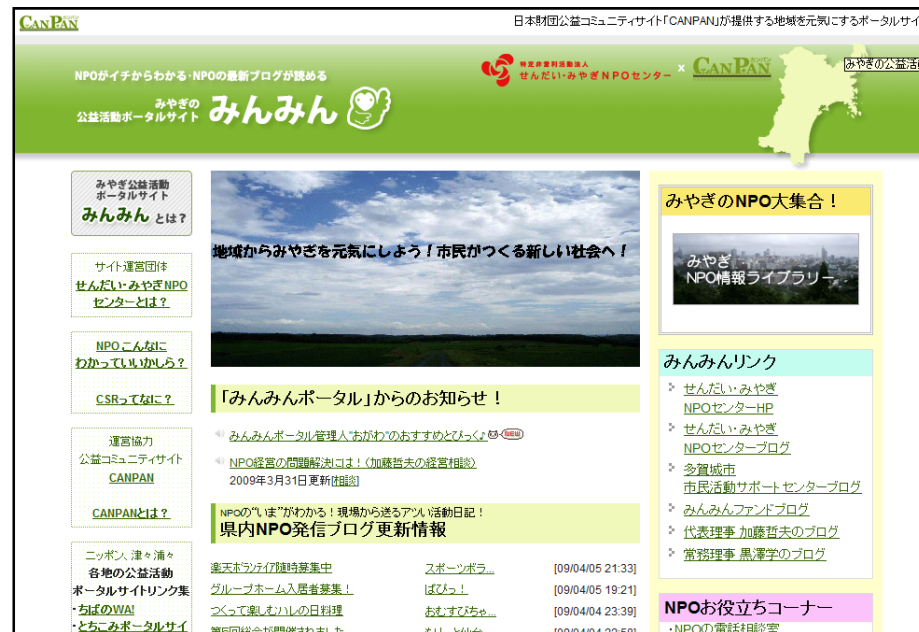 CANPAN
日本財団公益コミュニティサイト「CANPAN」が提供する地域を元気にするポータルサイ
NPOがイチからわかる・NPOの最新ブログが読める
みやぎの
公益活動ポータルサイト みんみん
特定非営利活動法人
せんだい・みやぎNPOセンター × CANPAN
みやぎの公益活
みやぎ公益活動
ポータルサイト
みんみん とは?
サイト運営団体
せんだい・みやぎNPO
センターとは?
NPOこんなに
わかっていいかしら?
CSRってなに?
運営協力
公益コミュニティサイト
CANPAN
CANPANとは?
ニッポン、津々浦々
各地の公益活動
ポータルサイトリンク集
・ちばのWA!
・とちこみポータルサイ
地域からみやぎを元気にしよう!市民がつくる新しい社会へ!
「みんみんポータル」からのお知らせ!
みんみんポータル管理人"おがわ"のおすすめとぴっく♪ NEW
NPO経営の問題解決には!〈加藤哲夫の経営相談〉
2009年3月31日更新[相談]
NPOの"いま"がわかる!現場から送るアツい活動日記!
県内NPO発信ブログ更新情報
楽天ボランティア随時募集中 スポーツボラ... [09/04/05 21:33]
グループホーム入居者募集! ぱぴっ! [09/04/05 19:21]
つくって楽しむハレの日料理 おむすびちゃ... [09/04/04 23:39]
みやぎのNPO大集合!
みやぎ
NPO情報ライブラリー
みんみんリンク
せんだい・みやぎ
NPOセンターHP
せんだい・みやぎ
NPOセンターブログ
多賀城市
市民活動サポートセンターブログ
みんみんファンドブログ
代表理事 加藤哲夫のブログ
常務理事 黒澤学のブログ
NPOお役立ちコーナー
・NPOの電話相談室